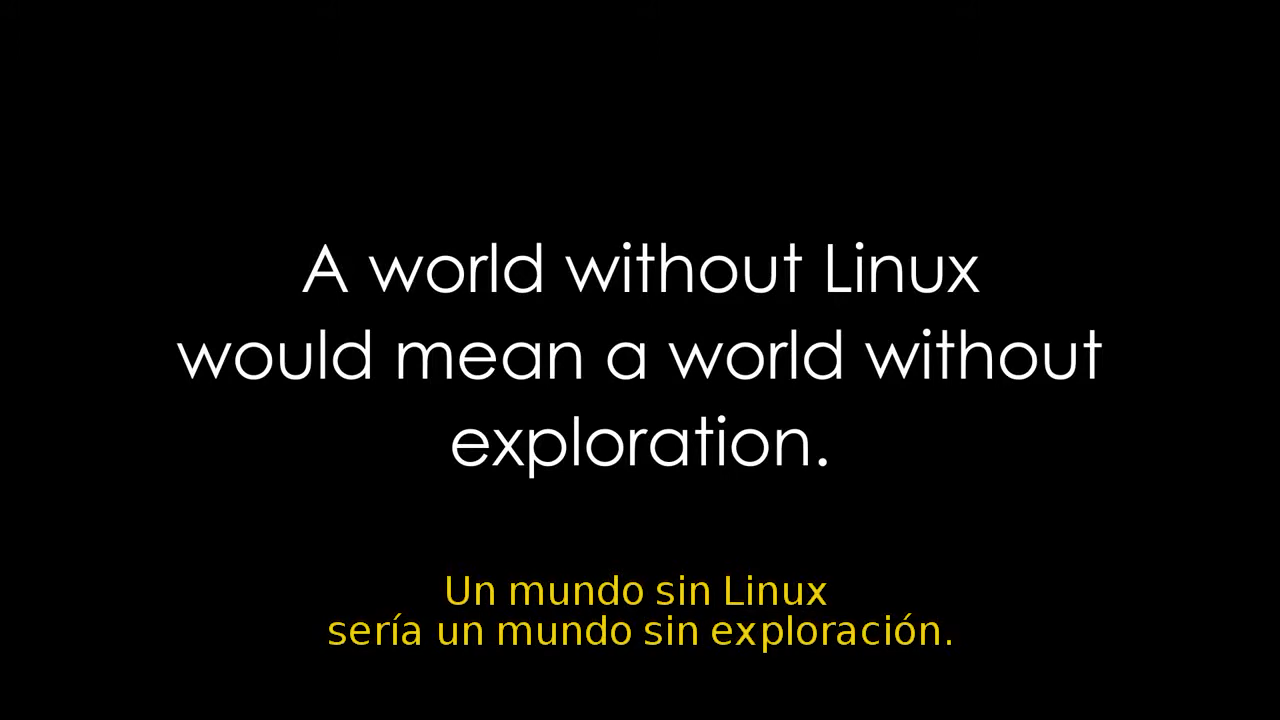 A world without Linux
would mean a world without
exploration.
Un mundo sin Linux
sería un mundo sin exploración.